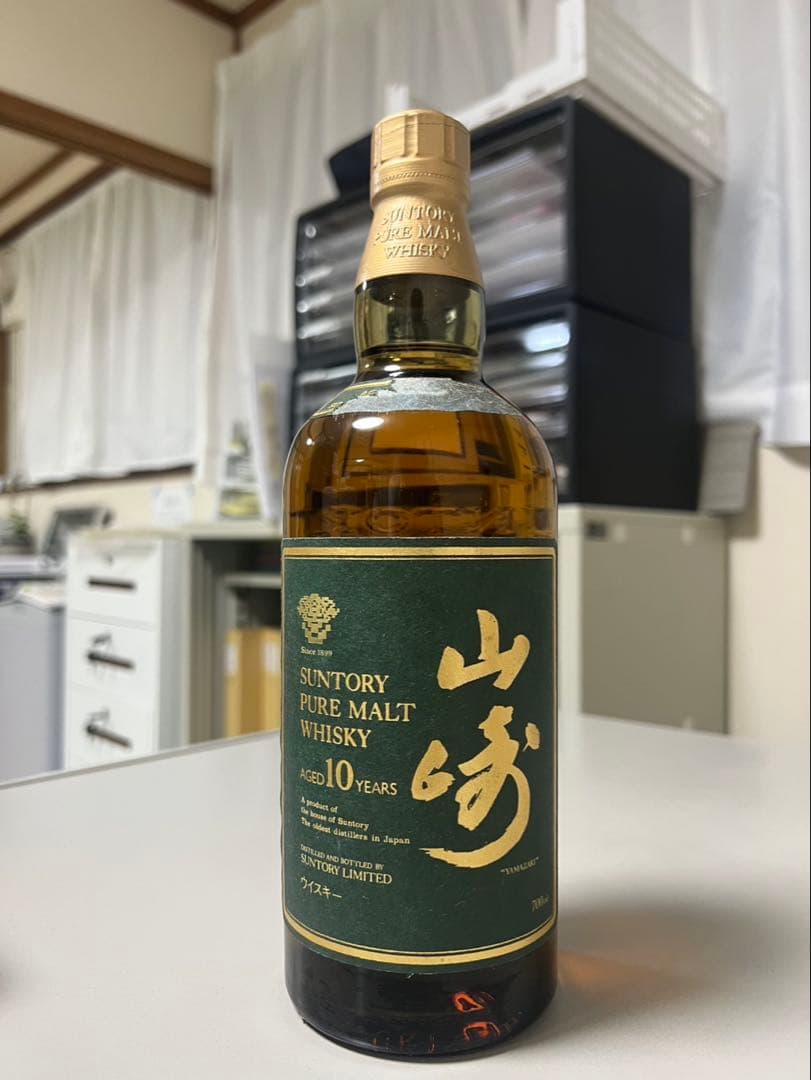 SUNTORY
PURE MALT
WHISKY
Since 1899
SUNTORY
PURE MALT
WHISKY
AGED 10 YEARS
A product of
the house of Suntory
The oldest distillers in Japan
DISTILLED AND BOTTLED BY
SUNTORY LIMITED
ウイスキー
山崎
"YAMAZAKI"
700ml